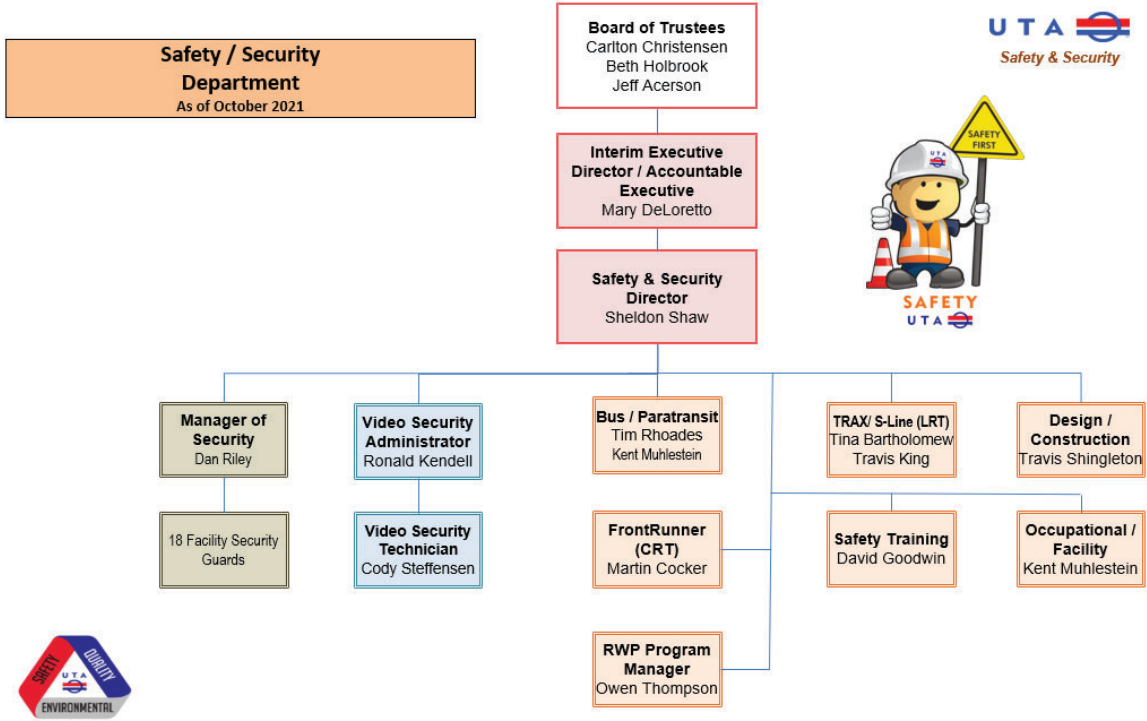 Safety / Security
Department
As of October 2021
Board of Trustees
Carlton Christensen
Beth Holbrook
Jeff Acerson
UTA
Safety & Security
Interim Executive
Director / Accountable
Executive
Mary DeLoretto
SAFETY
FIRST
UTA
SAFETY
UTA
Safety & Security
Director
Sheldon Shaw
Manager of
Security
Dan Riley
Video Security
Administrator
Ronald Kendell
Bus / Paratransit
Tim Rhoades
Kent Muhlestein
TRAX/ S-Line (LRT)
Tina Bartholomew
Travis King
Design /
Construction
Travis Shingleton
18 Facility Security
Guards
Video Security
Technician
Cody Steffensen
FrontRunner
(CRT)
Martin Cocker
Safety Training
David Goodwin
Occupational /
Facility
Kent Muhlestein
RWP Program
Manager
Owen Thompson
SAFETY
QUALITY
UTA
ENVIRONMENTAL